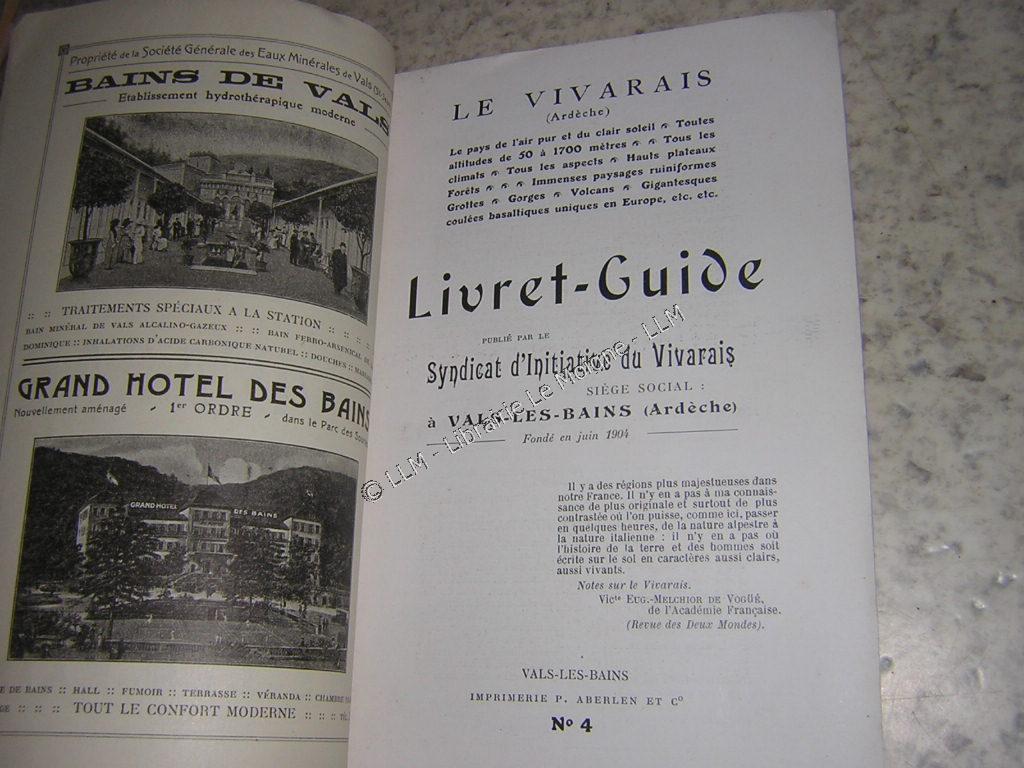 Propriété de la Société Générale des Eaux Minérales de Vals
BAINS DE VALS
Etablissement hydrothérapique moderne
:: :: TRAITEMENTS SPÉCIAUX A LA STATION :: ::
BAIN MINÉRAL DE VALS ALCALINO-GAZEUX :: :: BAIN FERRO-ARSENICAL
DOMINIQUE :: INHALATIONS D'ACIDE CARBONIQUE NATUREL :: DOUCHES ::
GRAND HOTEL DES BAINS
Nouvellement aménagé - 1er ORDRE - dans le Parc des
GRAND HOTEL DES BAINS
DE BAINS :: HALL :: FUMOIR :: TERRASSE :: VÉRANDA ::
:: :: :: TOUT LE CONFORT MODERNE :: :: ::
LE VIVARAIS
(Ardèche)
Le pays de l'air pur et du clair soleil Toutes
altitudes de 50 à 1700 mètres Tous les
climats Tous les aspects Hauts plateaux
Forêts Immenses paysages ruiniformes
Grottes Gorges Volcans Gigantesques
coulées basaltiques uniques en Europe, etc. etc.
Livret-Guide
PUBLIÉ PAR LE
Syndicat d'Initiative du Vivarais
SIÈGE SOCIAL :
à VALS-LES-BAINS (Ardèche)
Fondé en juin 1904
Il y a des régions plus majestueuses dans
notre France. Il n'y en a pas à ma connais-
sance de plus originale et surtout de plus
contrastée où l'on puisse, comme ici, passer
en quelques heures, de la nature alpestre à
la nature italienne : il n'y en a pas où
l'histoire de la terre et des hommes soit
écrite sur le sol en caractères aussi clairs,
aussi vivants.
Notes sur le Vivarais.
Victe EUG.-MELCHIOR DE VOGÜÉ,
de l'Académie Française.
(Revue des Deux Mondes).
VALS-LES-BAINS
IMPRIMERIE P. ABERLEN ET Cº
Nº 4
© LLM - Librairie Le Moine - LLM